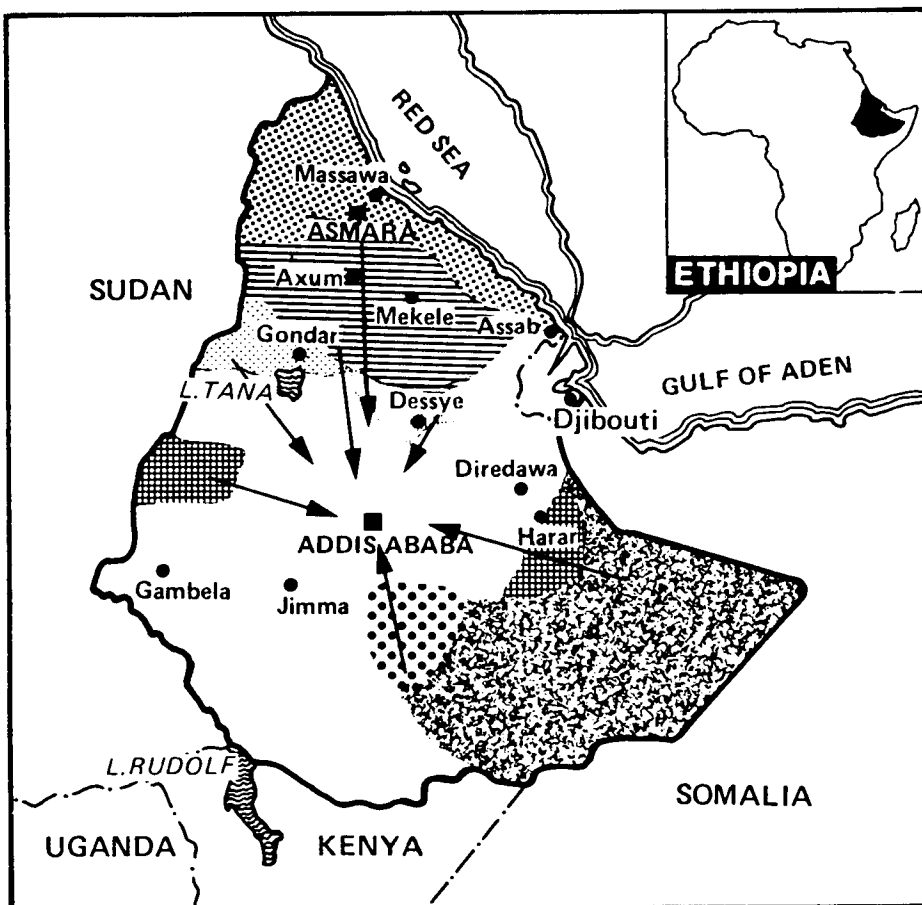 RED SEA
Massawa
ASMARA
ETHIOPIA
SUDAN
Axum
Mekele
Assab
Gondar
L.TANA
GULF OF ADEN
Dessye
Djibouti
Diredawa
ADDIS ABABA
Harar
Gambela
Jimma
L.RUDOLF
SOMALIA
UGANDA
KENYA